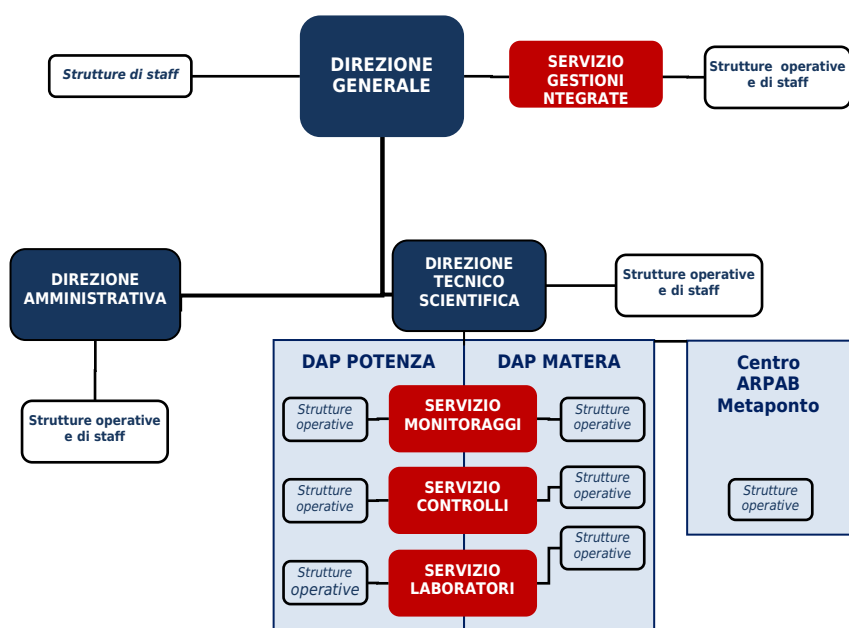 DIREZIONE
GENERALE
Strutture di staff
SERVIZIO
GESTIONI
NTEGRATE
Strutture operative
e di staff
DIREZIONE
AMMINISTRATIVA
DIREZIONE
TECNICO
SCIENTIFICA
Strutture operative
e di staff
Strutture operative
e di staff
DAP POTENZA
DAP MATERA
Centro
ARPAB
Metaponto
Strutture
operative
SERVIZIO
MONITORAGGI
Strutture
operative
Strutture
operative
SERVIZIO
CONTROLLI
Strutture
operative
Strutture
operative
Strutture
operative
SERVIZIO
LABORATORI
Strutture
operative